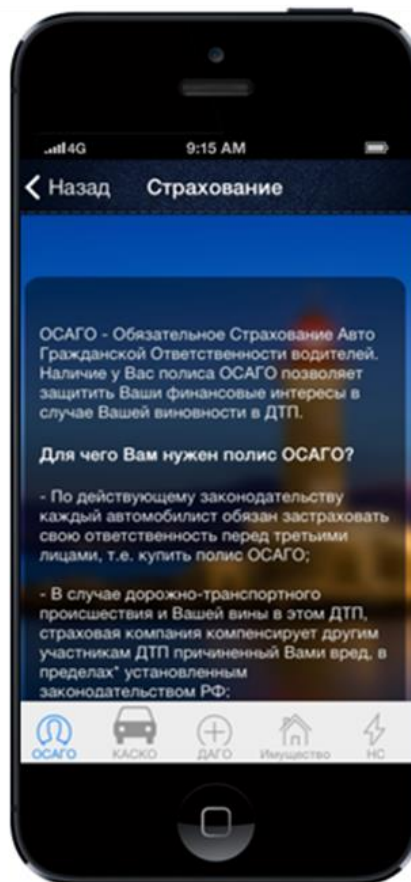 4G 9:15 AM
Назад Страхование
ОСАГО - Обязательное Страхование Авто
Гражданской Ответственности водителей.
Наличие у Вас полиса ОСАГО позволяет
защитить Ваши финансовые интересы в
случае Вашей виновности в ДТП.
Для чего Вам нужен полис ОСАГО?
- По действующему законодательству
каждый автомобилист обязан застраховать
свою ответственность перед третьими
лицами, т.е. купить полис ОСАГО;
- В случае дорожно-транспортного
происшествия и Вашей вины в этом ДТП,
страховая компания компенсирует другим
участникам ДТП причиненный Вами вред, в
пределах* установленным
законодательством РФ;
ОСАГО КАСКО ДАГО Имущество НС